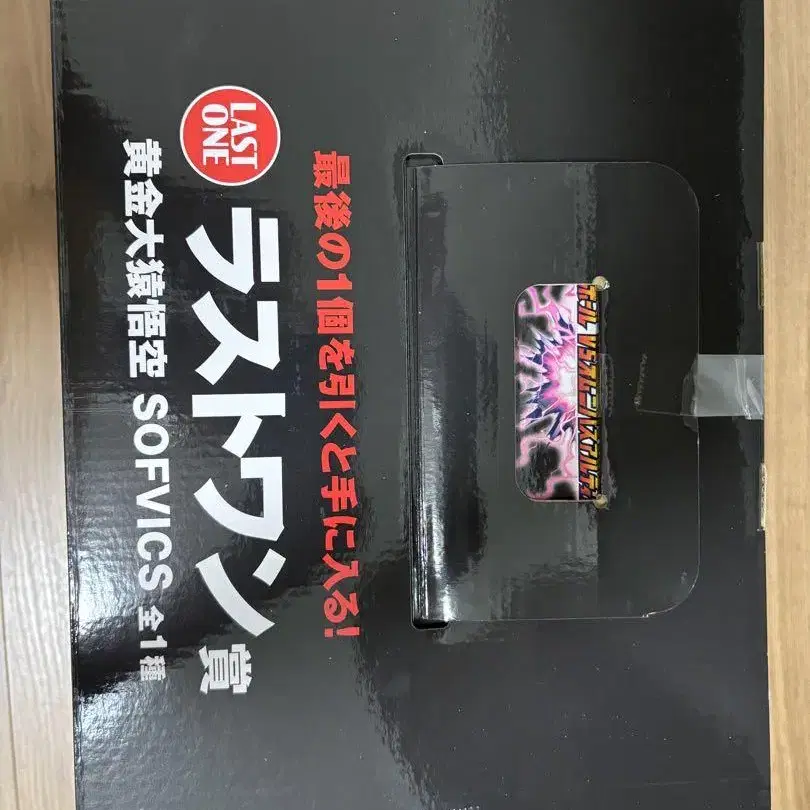 最後の1個を引くと手に入る!
LAST
ONE
ラストワン賞
黄金大猿悟空 SOFVICS 全1種